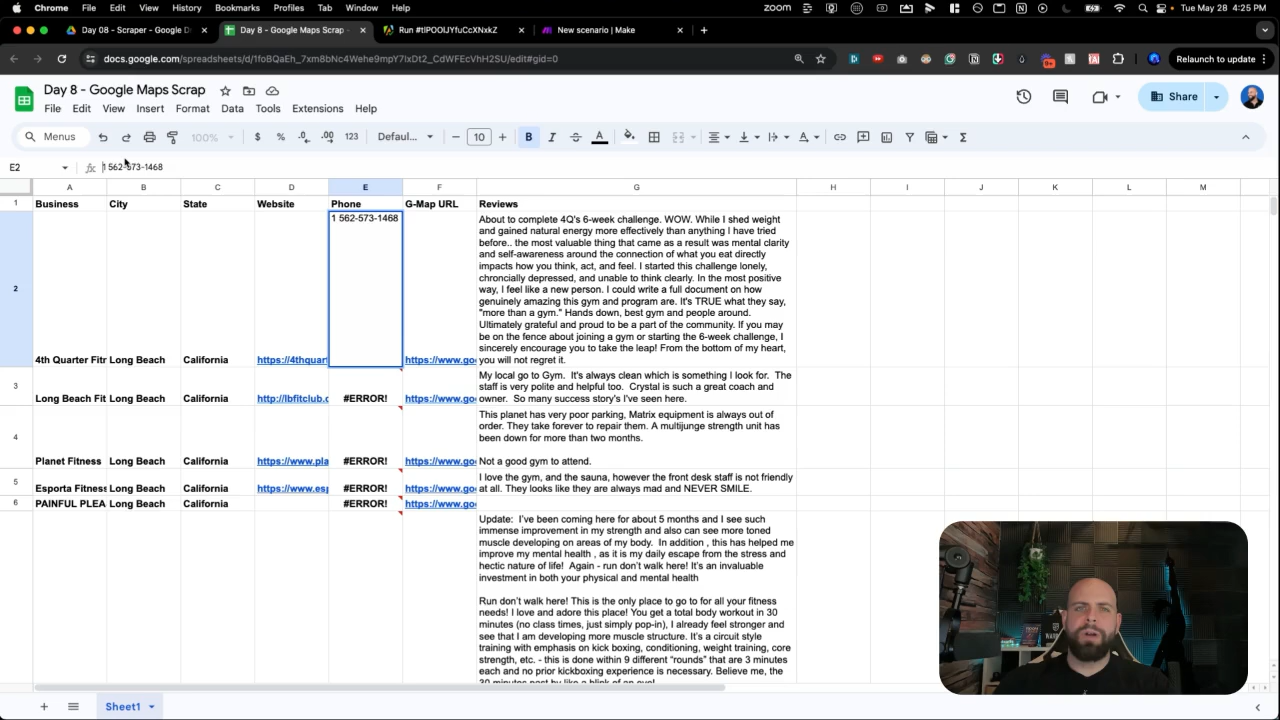 Chrome File Edit View History Bookmarks Profiles Tab Window Help zoom Tue May 28 4:25 PM
Day 08 - Scraper - Google D Day 8 - Google Maps Scrap Run #tIPOOlJYfuCcXNxkZ New scenario | Make
docs.google.com/spreadsheets/d/1fo8QaEh_7xm8bNc4Wehe9mpY7lxDt2_CdWFEcVhH2SU/edit#gid=0 9+ Relaunch to update
Day 8 - Google Maps Scrap
File Edit View Insert Format Data Tools Extensions Help Share
Menus 100% $ % .0 .00 123 Defaul... 10 B I A
E2 fx 1 562-573-1468
A B C D E F G H I J K L M
1 Business City State Website Phone G-Map URL Reviews
1 562-573-1468
About to complete 4Q's 6-week challenge. WOW. While I shed weight
and gained natural energy more effectively than anything I have tried
before.. the most valuable thing that came as a result was mental clarity
and self-awareness around the connection of what you eat directly
impacts how you think, act, and feel. I started this challenge lonely,
chroncially depressed, and unable to think clearly. In the most positive
way, I feel like a new person. I could write a full document on how
genuinely amazing this gym and program are. It's TRUE what they say,
"more than a gym." Hands down, best gym and people around.
Ultimately grateful and proud to be a part of the community. If you may
be on the fence about joining a gym or starting the 6-week challenge, I
sincerely encourage you to take the leap! From the bottom of my heart,
2 4th Quarter Fitr Long Beach California https://4thquart https://www.goo you will not regret it.
My local go to Gym.  It's always clean which is something I look for.  The
staff is very polite and helpful too.  Crystal is such a great coach and
3 Long Beach Fit Long Beach California http://lbfitclub.c #ERROR! https://www.goo owner.  So many success story's I've seen here.
This planet has very poor parking, Matrix equipment is always out of
order. They take forever to repair them. A multijunge strength unit has
been down for more than two months.
4 Planet Fitness Long Beach California https://www.pla #ERROR! https://www.goo Not a good gym to attend.
I love the gym, and the sauna, however the front desk staff is not friendly
5 Esporta Fitness Long Beach California https://www.esp #ERROR! https://www.goo at all. They looks like they are always mad and NEVER SMILE.
6 PAINFUL PLEA Long Beach California #ERROR! https://www.goo
Update:  I've been coming here for about 5 months and I see such
immense improvement in my strength and also can see more toned
muscle developing on areas of my body.  In addition , this has helped me
improve my mental health , as it is my daily escape from the stress and
hectic nature of life!  Again - run don't walk here! It's an invaluable
investment in both your physical and mental health
Run don't walk here! This is the only place to go to for all your fitness
needs! I love and adore this place! You get a total body workout in 30
minutes (no class times, just simply pop-in), I already feel stronger and
see that I am developing more muscle structure. It's a circuit style
training with emphasis on kick boxing, conditioning, weight training, core
strength, etc. - this is done within 9 different "rounds" that are 3 minutes
each and no prior kickboxing experience is necessary. Believe me, the
30 minutes past by like a blink of an eye!
Sheet1